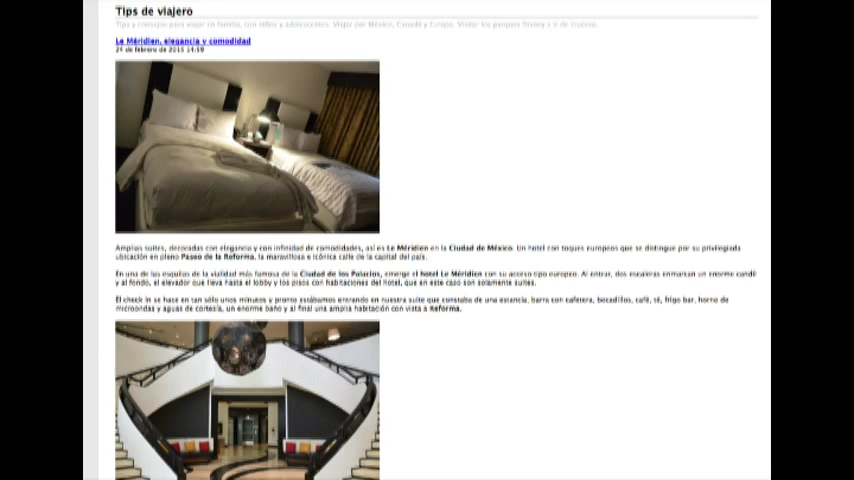 Tips de viajero
Tips y consejos para viajar en familia, con niños y adolescentes. Viajar por México, Canadá y Europa. Visitar los parques Disney e ir de crucero.
Le Méridien, elegancia y comodidad
24 de febrero de 2015 14:59
Amplias suites, decoradas con elegancia y con infinidad de comodidades, así es Le Méridien en la Ciudad de México. Un hotel con toques europeos que se distingue por su privilegiada
ubicación en pleno Paseo de la Reforma, la maravillosa e icónica calle de la capital del país.
En una de las esquitas de la vialidad más famosa de la Ciudad de los Palacios, emerge el hotel Le Méridien con su acceso tipo europeo. Al entrar, dos escaleras enmarcan un enorme candil
y al fondo, el elevador que lleva hasta el lobby y los pisos con habitaciones del hotel, que en este caso son solamente suites.
El check in se hace en tan sólo unos minutos y pronto estábamos entrando en nuestra suite que constaba de una estancia, barra con cafetera, bocadillos, café, té, frigo bar, horno de
microondas y aguas de cortesía, un enorme baño y al final una amplia habitación con vista a Reforma.